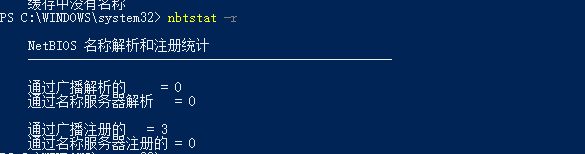 缓存中没有名称
PS C:\WINDOWS\system32> nbtstat -r
NetBIOS 名称解析和注册统计
----------------------------------------------------
通过广播解析的 = 0
通过名称服务器解析 = 0
通过广播注册的 = 3
通过名称服务器注册的 = 0